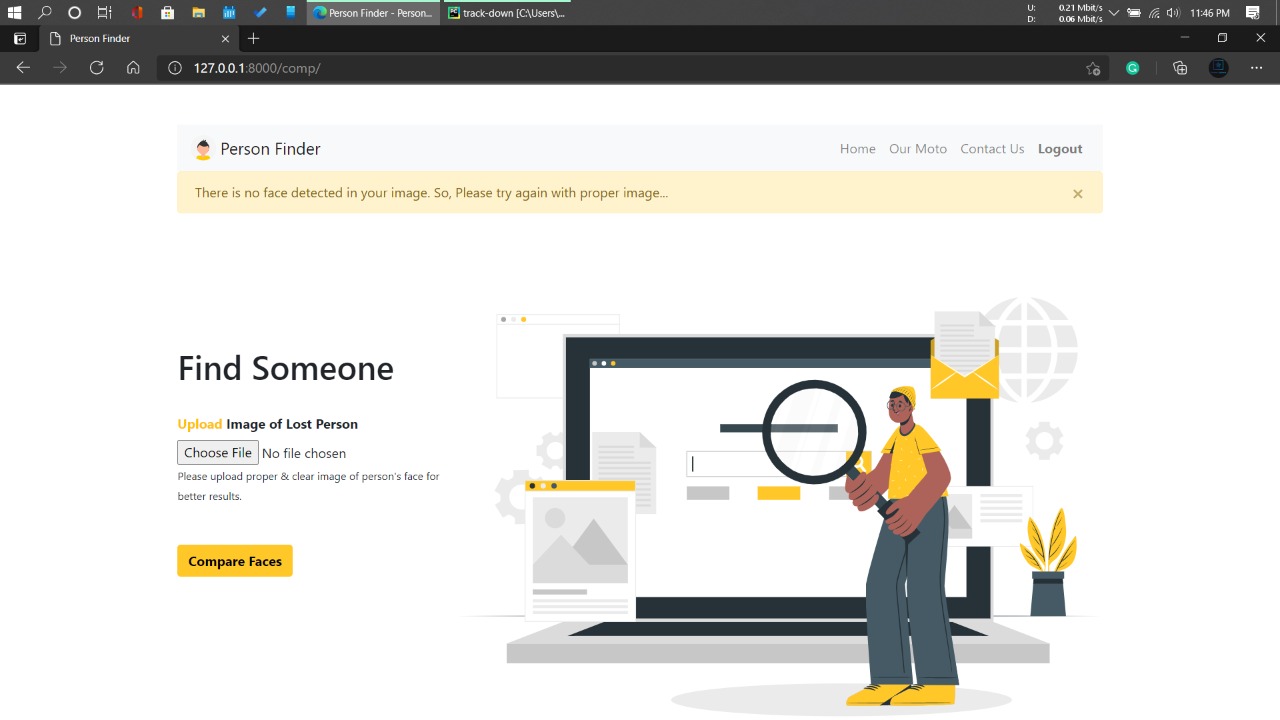 Person Finder - Person...
track-down [C:\Users\...
U: 0.21 Mbit/s
D: 0.06 Mbit/s
11:46 PM
Person Finder
127.0.0.1:8000/comp/
Person Finder
Home
Our Moto
Contact Us
Logout
There is no face detected in your image. So, Please try again with proper image...
Find Someone
Upload Image of Lost Person
Choose File No file chosen
Please upload proper & clear image of person's face for
better results.
Compare Faces